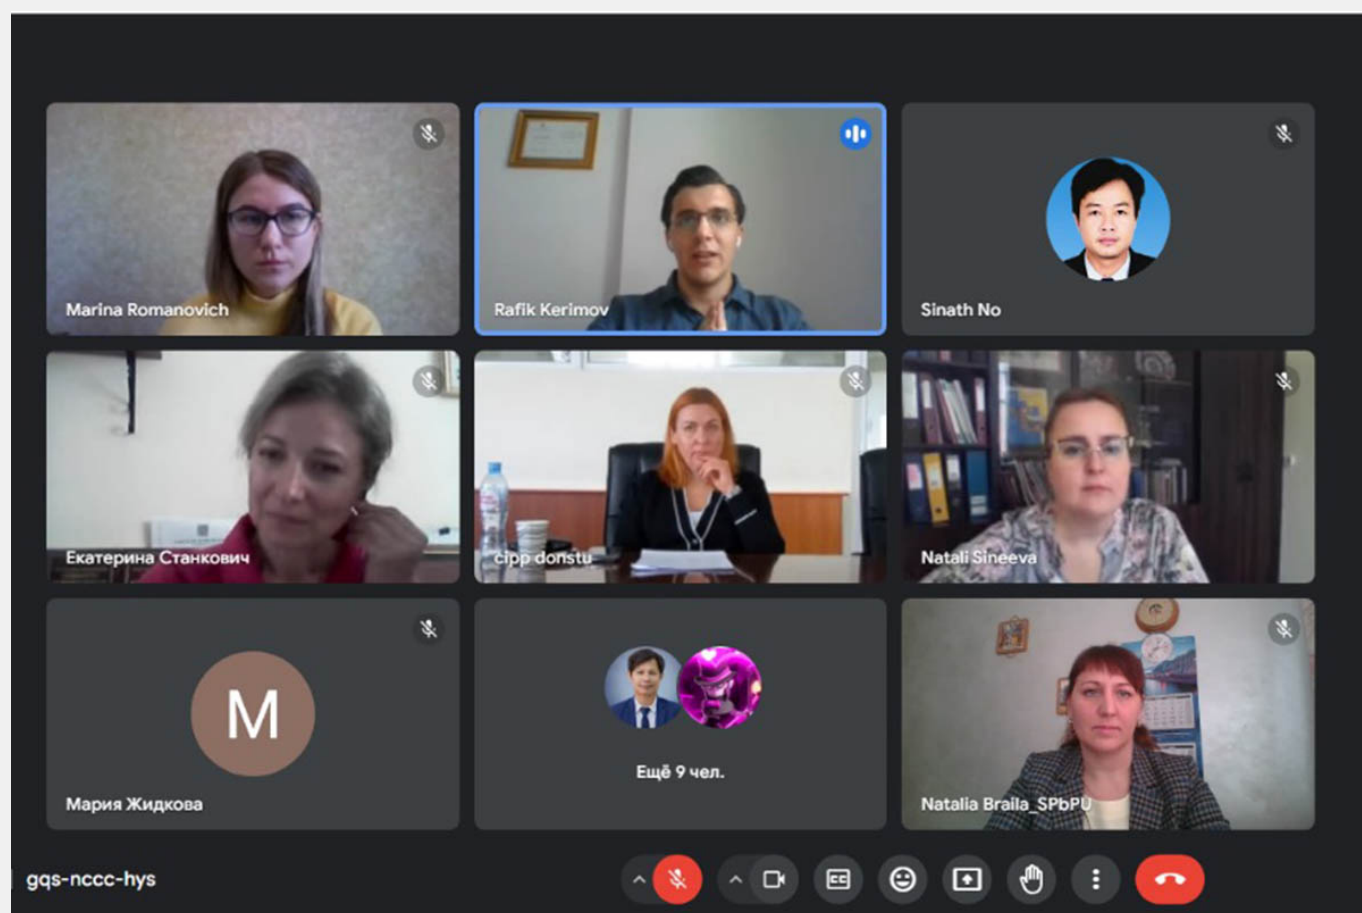 Marina Romanovich
Rafik Kerimov
Sinath No
Екатерина Станкович
cipp donstu
Natali Sineeva
M
Мария Жидкова
Ещё 9 чел.
Natalia Braila_SPbPU
gqs-nccc-hys
CC